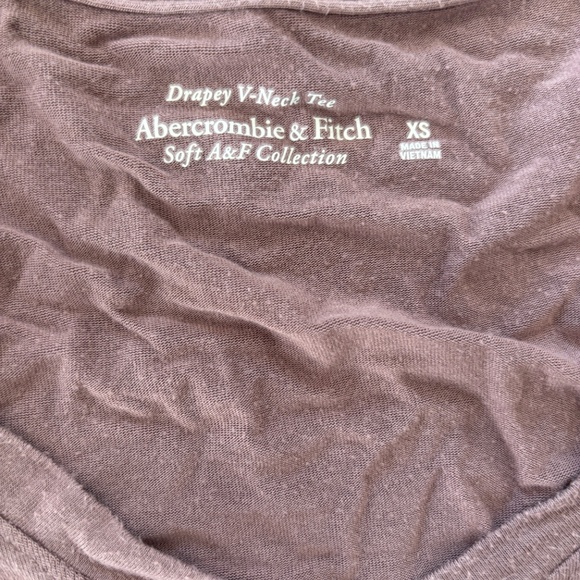 Drapey V-Neck Tee
Abercrombie & Fitch
Soft A&F Collection
XS
MADE IN
VIETNAM